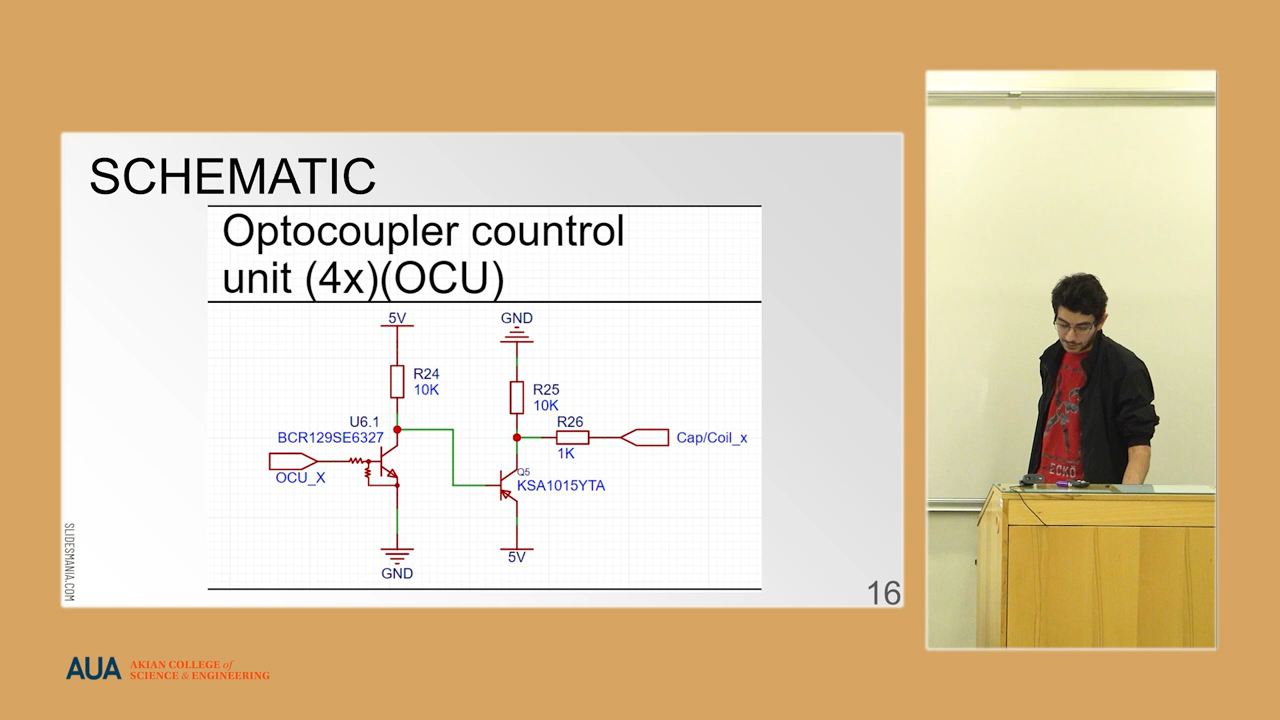 SCHEMATIC
Optocoupler countrol
unit (4x)(OCU)
5V
GND
R24
10K
R25
10K
U6.1
BCR129SE6327
R26
1K
Cap/Coil_x
OCU_X
Q5
KSA1015YTA
5V
GND
SLIDESMANIA.COM
16
ECKŌ
AUA
AKIAN COLLEGE of
SCIENCE & ENGINEERING